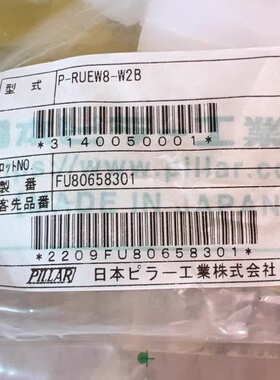 型式 P-RUEW8-W2B
*3140050001*
ロットNO.
製番 FU80658301
客先品番
*2209FU80658301*
PILLAR 日本ピラー工業株式会社